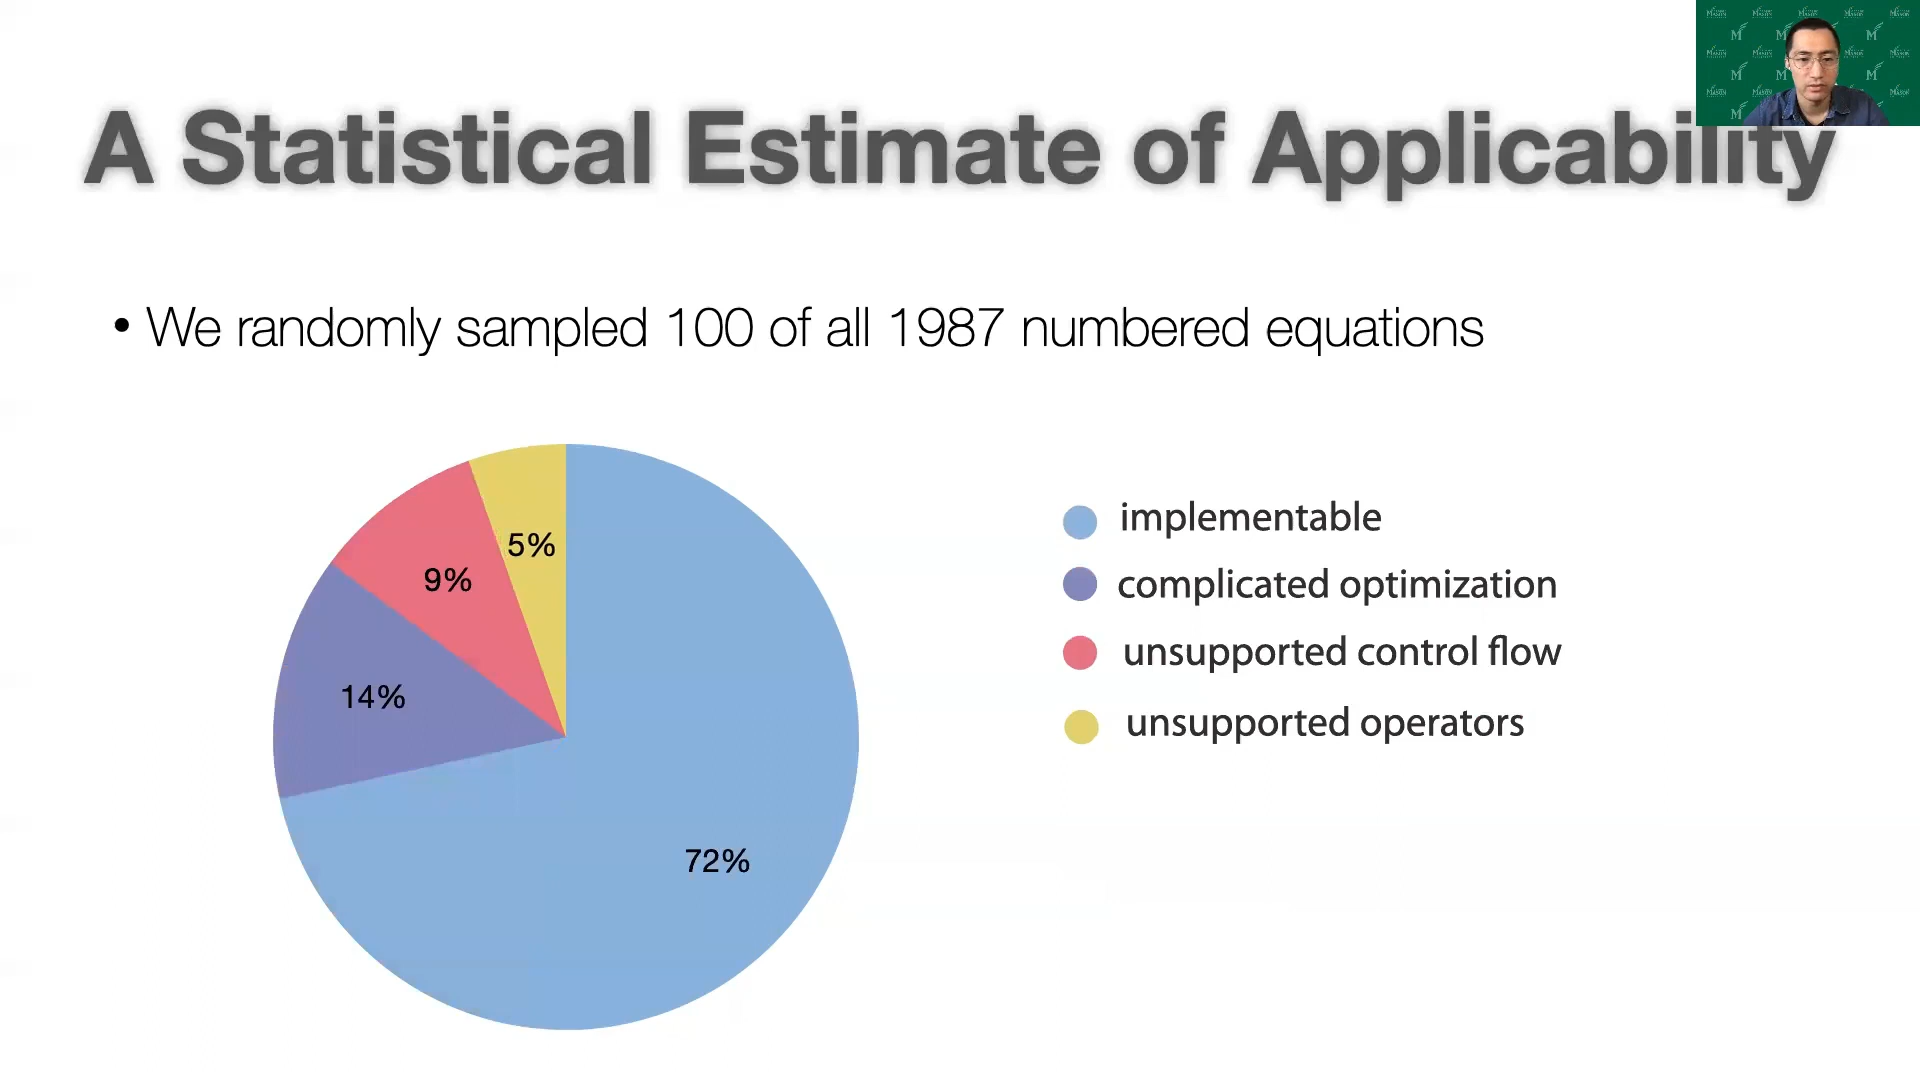 A Statistical Estimate of Applicability
• We randomly sampled 100 of all 1987 numbered equations
5%
9%
14%
72%
implementable
complicated optimization
unsupported control flow
unsupported operators